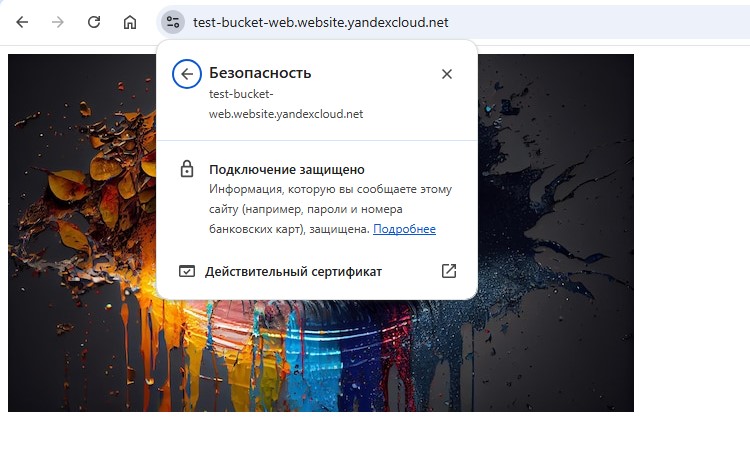 test-bucket-web.website.yandexcloud.net
Безопасность
test-bucket-
web.website.yandexcloud.net
Подключение защищено
Информация, которую вы сообщаете этому
сайту (например, пароли и номера
банковских карт), защищена. Подробнее
Действительный сертификат